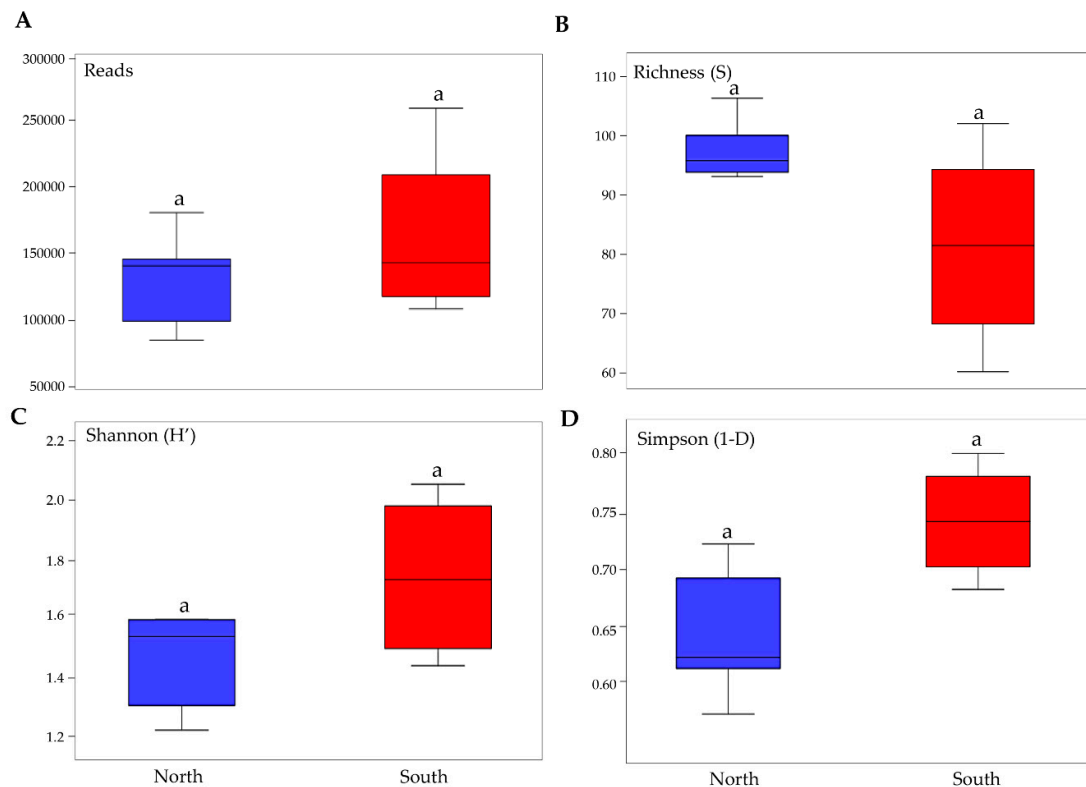 A
Reads
300000
250000
200000
150000
100000
50000
a
a
B
Richness (S)
110
100
90
80
70
60
a
a
C
Shannon (H′)
2.2
2.0
1.8
1.6
1.4
1.2
a
a
North
South
D
Simpson (1-D)
0.80
0.75
0.70
0.65
0.60
a
a
North
South